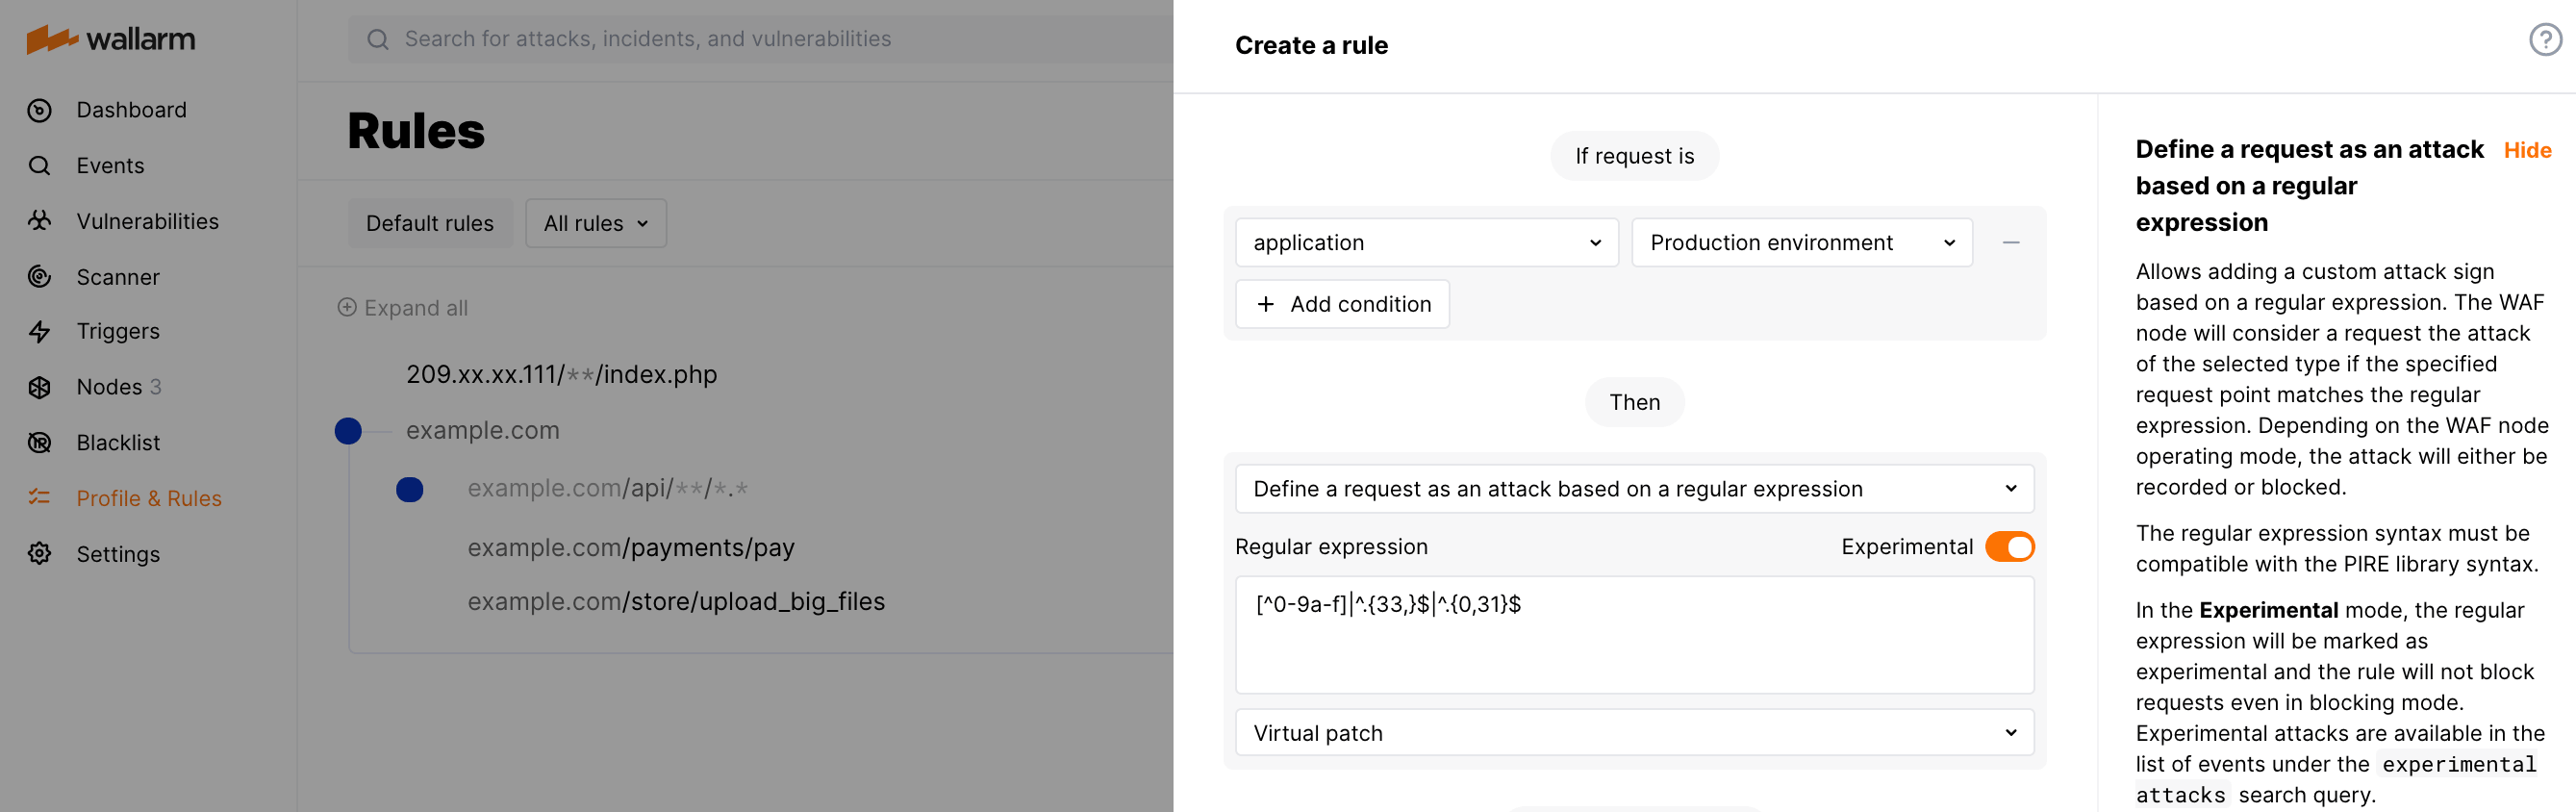 wallarm
Dashboard
Events
Vulnerabilities
Scanner
Triggers
Nodes 3
Blacklist
Profile & Rules
Settings
Search for attacks, incidents, and vulnerabilities
Rules
Default rules
All rules
Expand all
209.xx.xx.111/**/index.php
example.com
example.com/api/**/*.*
example.com/payments/pay
example.com/store/upload_big_files
Create a rule
If request is
application
Production environment
Add condition
Then
Define a request as an attack based on a regular expression
Regular expression
Experimental
[^0-9a-f]|^.{33,}$|^.{0,31}$
Virtual patch
Define a request as an attack Hide
based on a regular
expression
Allows adding a custom attack sign
based on a regular expression. The WAF
node will consider a request the attack
of the selected type if the specified
request point matches the regular
expression. Depending on the WAF node
operating mode, the attack will either be
recorded or blocked.
The regular expression syntax must be
compatible with the PIRE library syntax.
In the Experimental mode, the regular
expression will be marked as
experimental and the rule will not block
requests even in blocking mode.
Experimental attacks are available in the
list of events under the experimental
attacks search query.